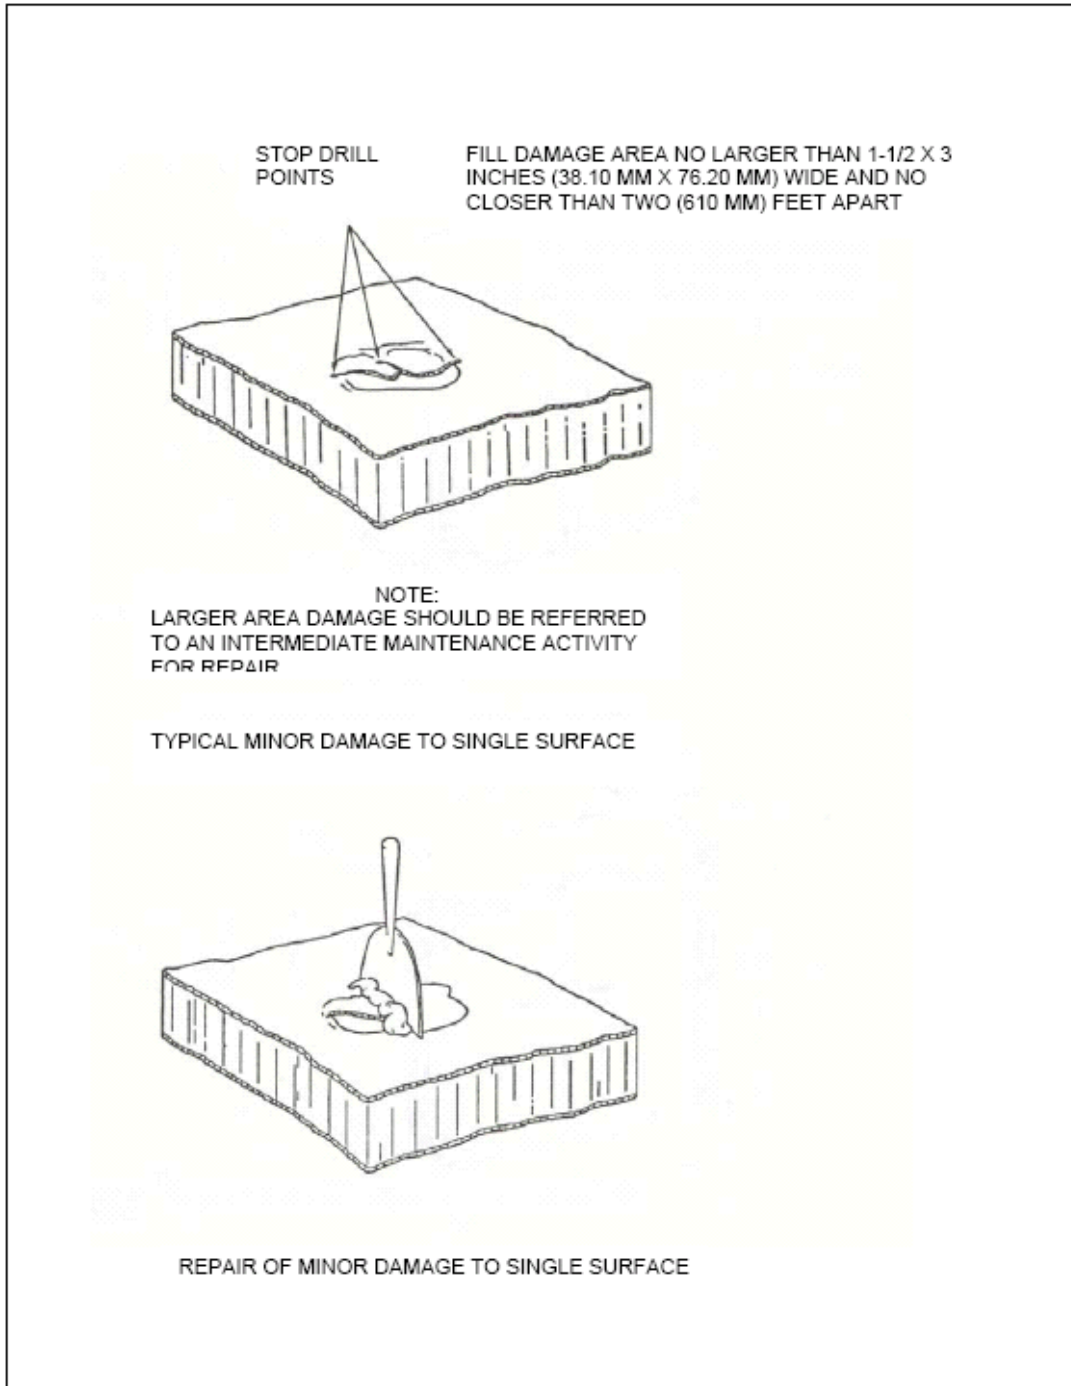 STOP DRILL
POINTS
FILL DAMAGE AREA NO LARGER THAN 1-1/2 X 3
INCHES (38.10 MM X 76.20 MM) WIDE AND NO
CLOSER THAN TWO (610 MM) FEET APART
NOTE:
LARGER AREA DAMAGE SHOULD BE REFERRED
TO AN INTERMEDIATE MAINTENANCE ACTIVITY
FOR REPAIR
TYPICAL MINOR DAMAGE TO SINGLE SURFACE
REPAIR OF MINOR DAMAGE TO SINGLE SURFACE